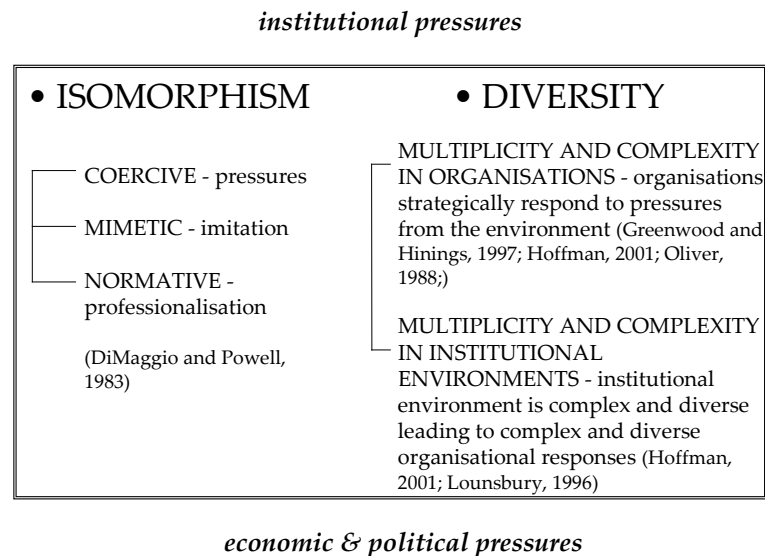 institutional pressures
• ISOMORPHISM
COERCIVE - pressures
MIMETIC - imitation
NORMATIVE -
professionalisation
(DiMaggio and Powell,
1983)
• DIVERSITY
MULTIPLICITY AND COMPLEXITY
IN ORGANISATIONS - organisations
strategically respond to pressures
from the environment (Greenwood and
Hinings, 1997; Hoffman, 2001; Oliver,
1988;)
MULTIPLICITY AND COMPLEXITY
IN INSTITUTIONAL
ENVIRONMENTS - institutional
environment is complex and diverse
leading to complex and diverse
organisational responses (Hoffman,
2001; Lounsbury, 1996)
economic & political pressures